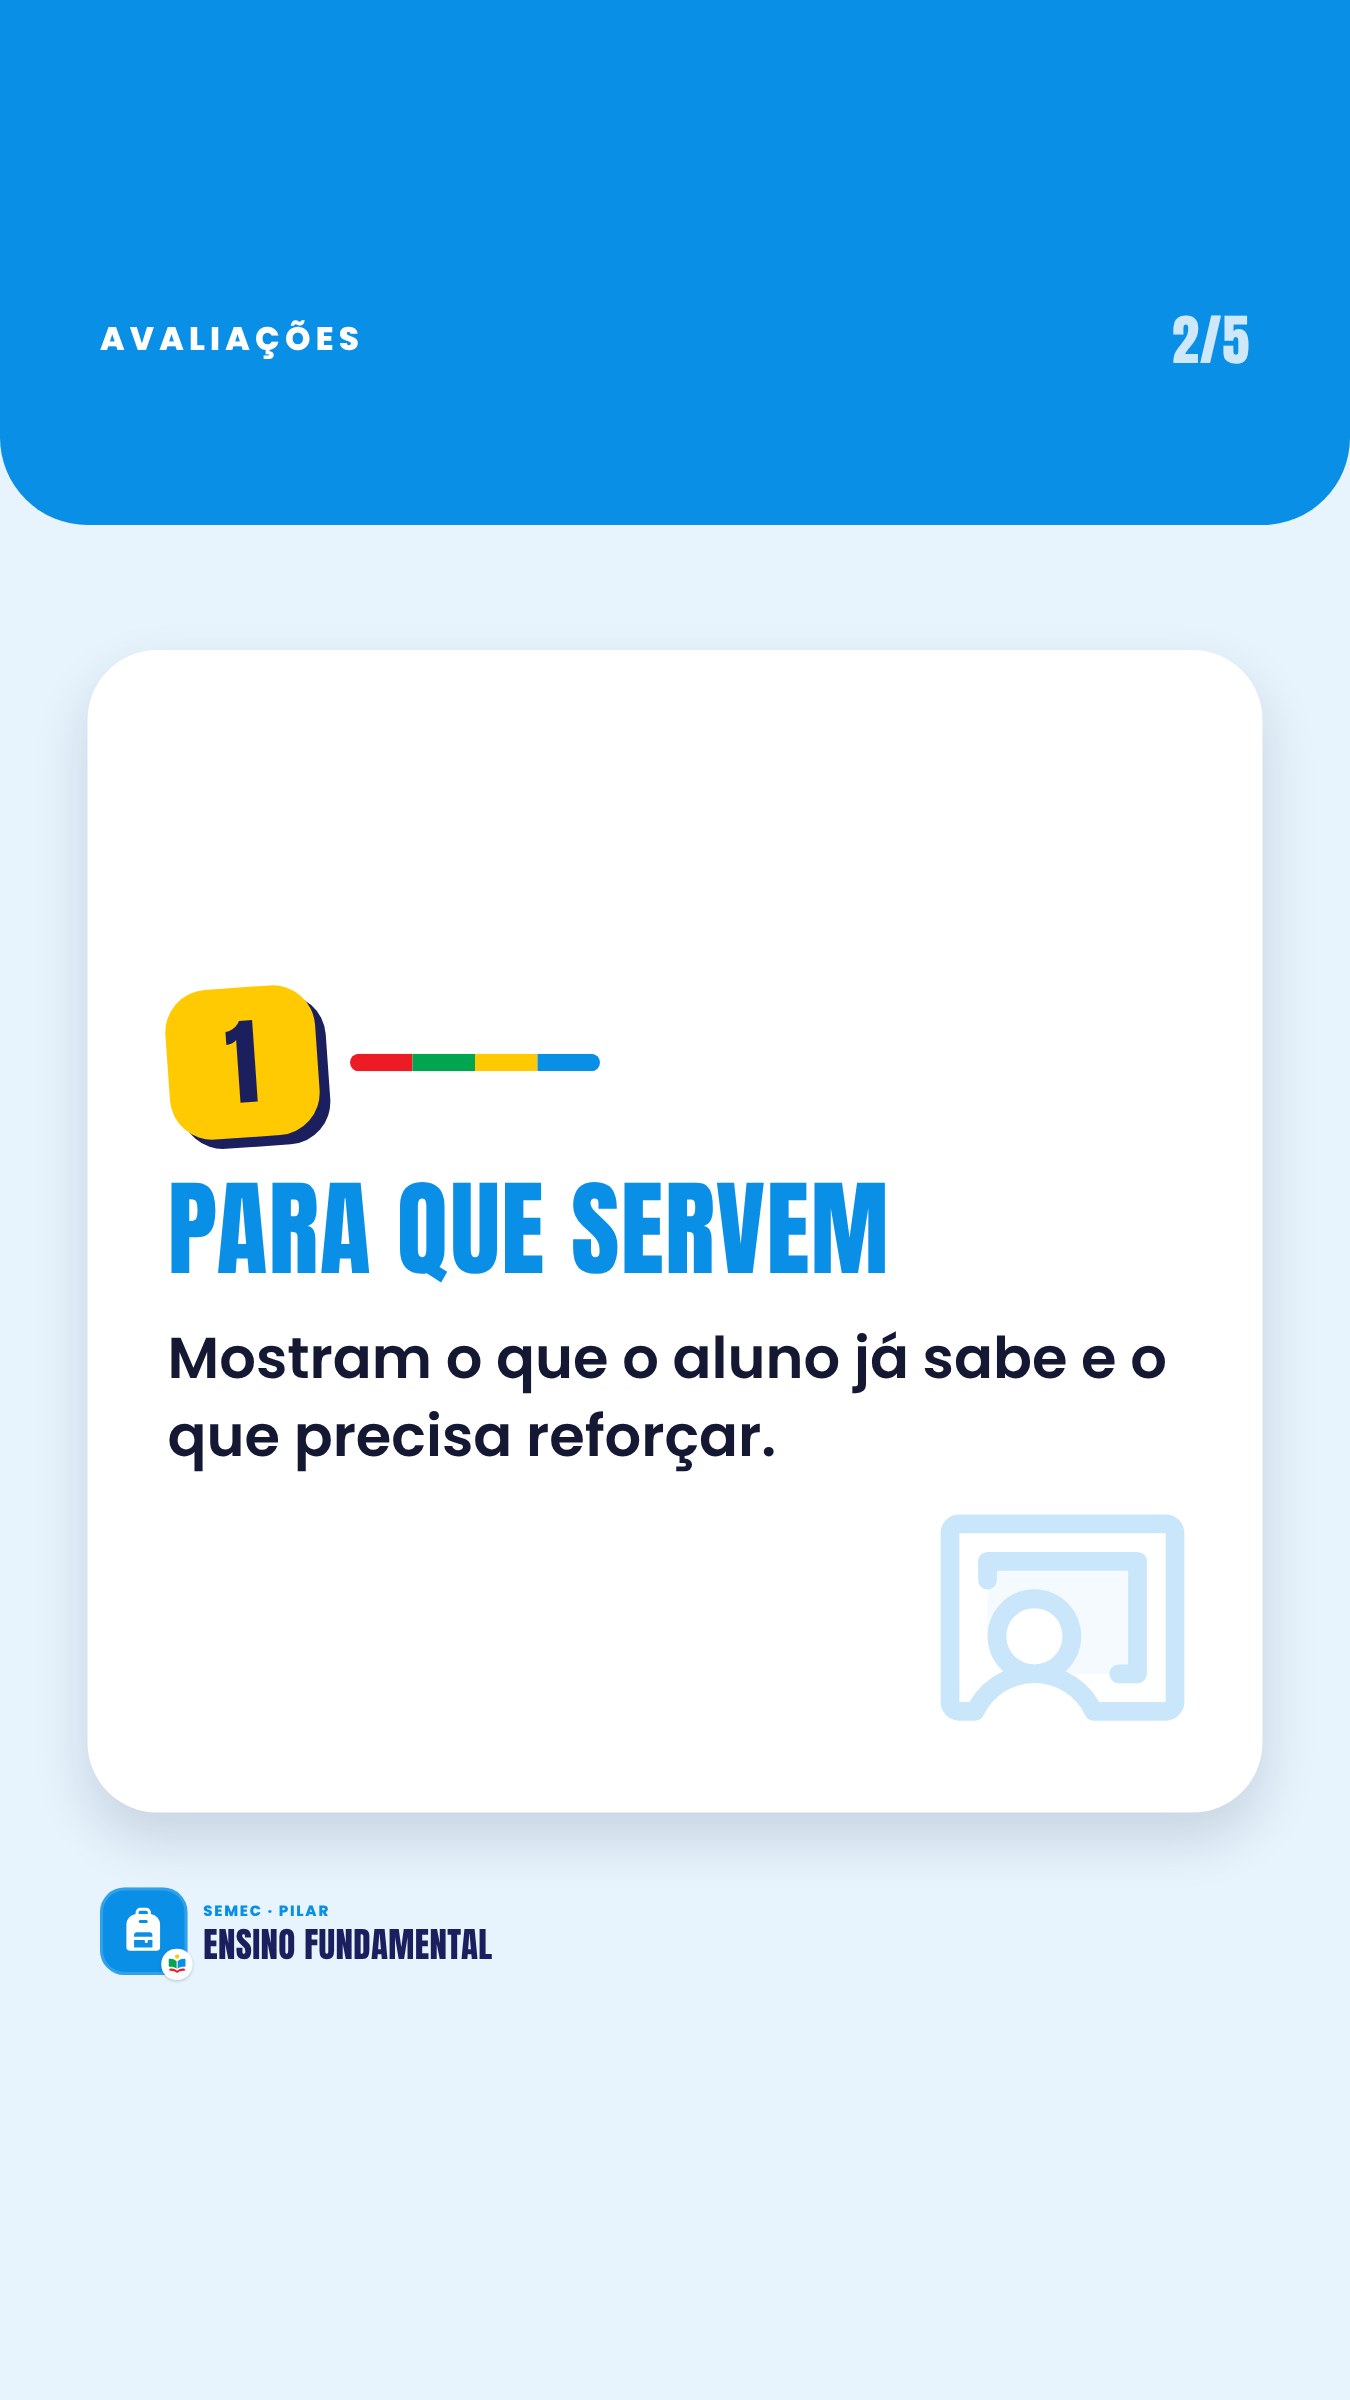 AVALIAÇÕES
2/5
1
PARA QUE SERVEM
Mostram o que o aluno já sabe e o
que precisa reforçar.
SEMEC · PILAR
ENSINO FUNDAMENTAL